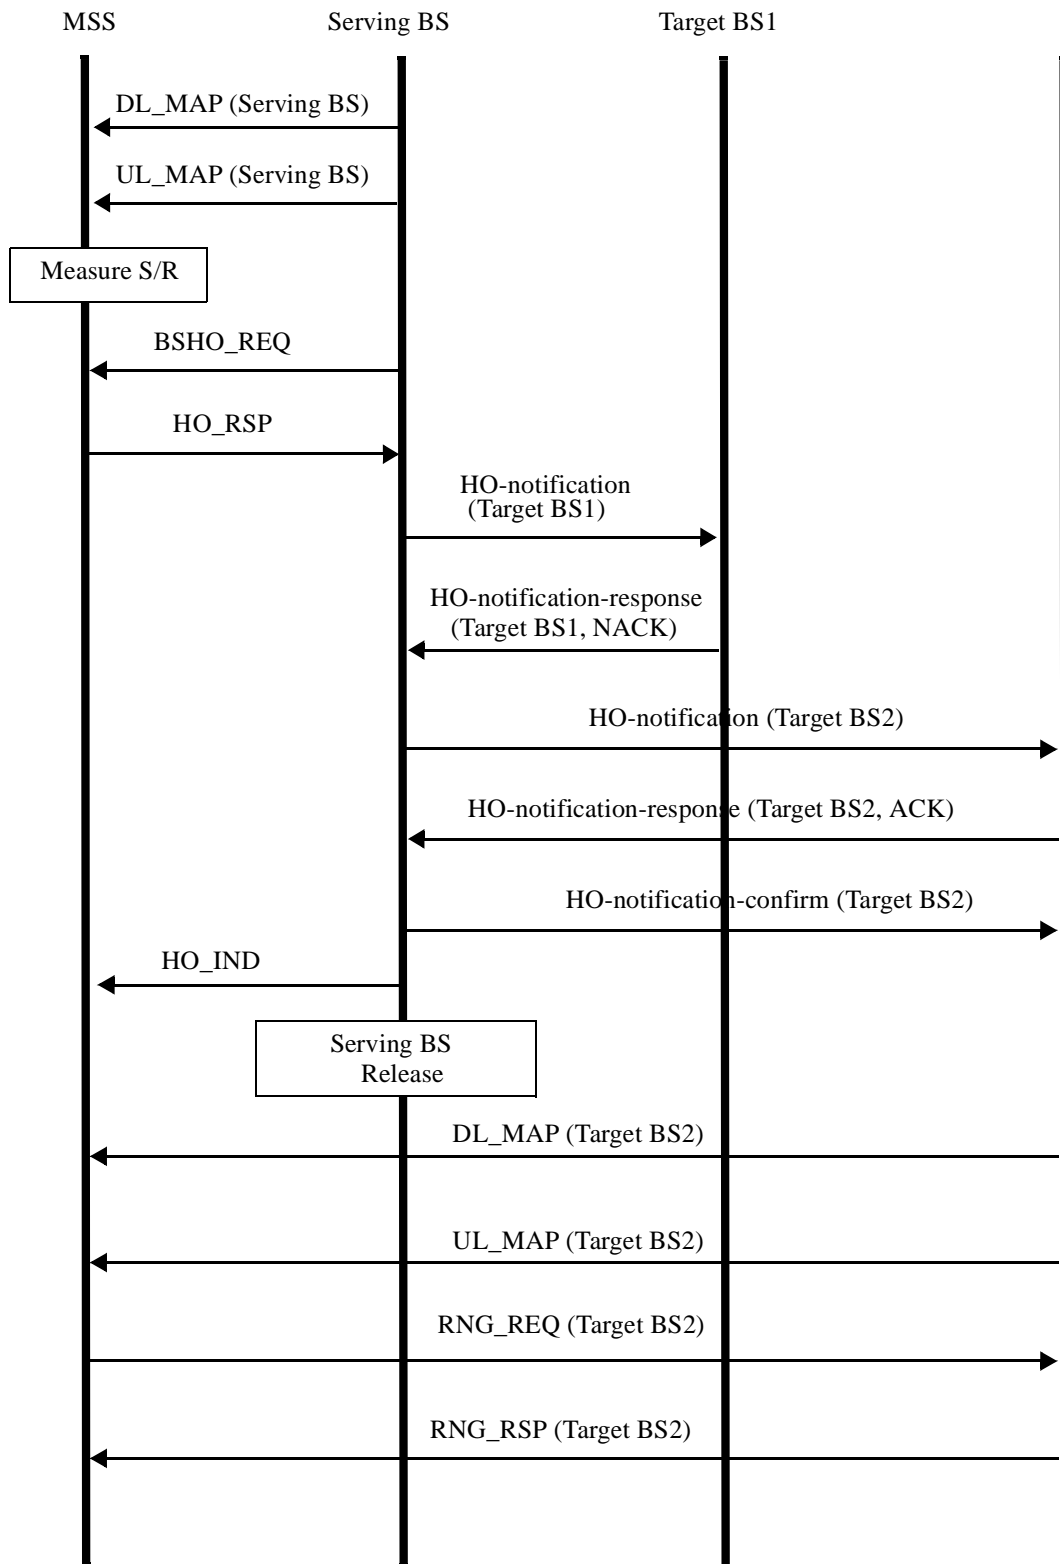 MSS
Serving BS
Target BS1
DL_MAP (Serving BS)
UL_MAP (Serving BS)
Measure S/R
BSHO_REQ
HO_RSP
HO-notification
(Target BS1)
HO-notification-response
(Target BS1, NACK)
HO-notification (Target BS2)
HO-notification-response (Target BS2, ACK)
HO-notification-confirm (Target BS2)
HO_IND
Serving BS
Release
DL_MAP (Target BS2)
UL_MAP (Target BS2)
RNG_REQ (Target BS2)
RNG_RSP (Target BS2)